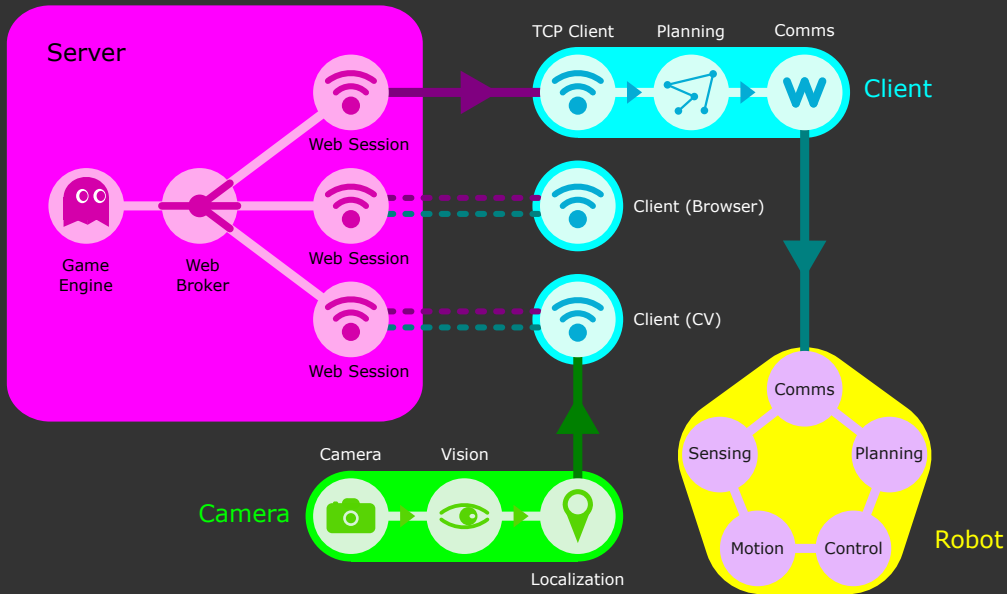 Server
TCP Client
Planning
Comms
Client
Web Session
Game
Engine
Web
Broker
Web Session
Client (Browser)
Web Session
Client (CV)
Camera
Vision
Camera
Localization
Comms
Sensing
Planning
Motion
Control
Robot